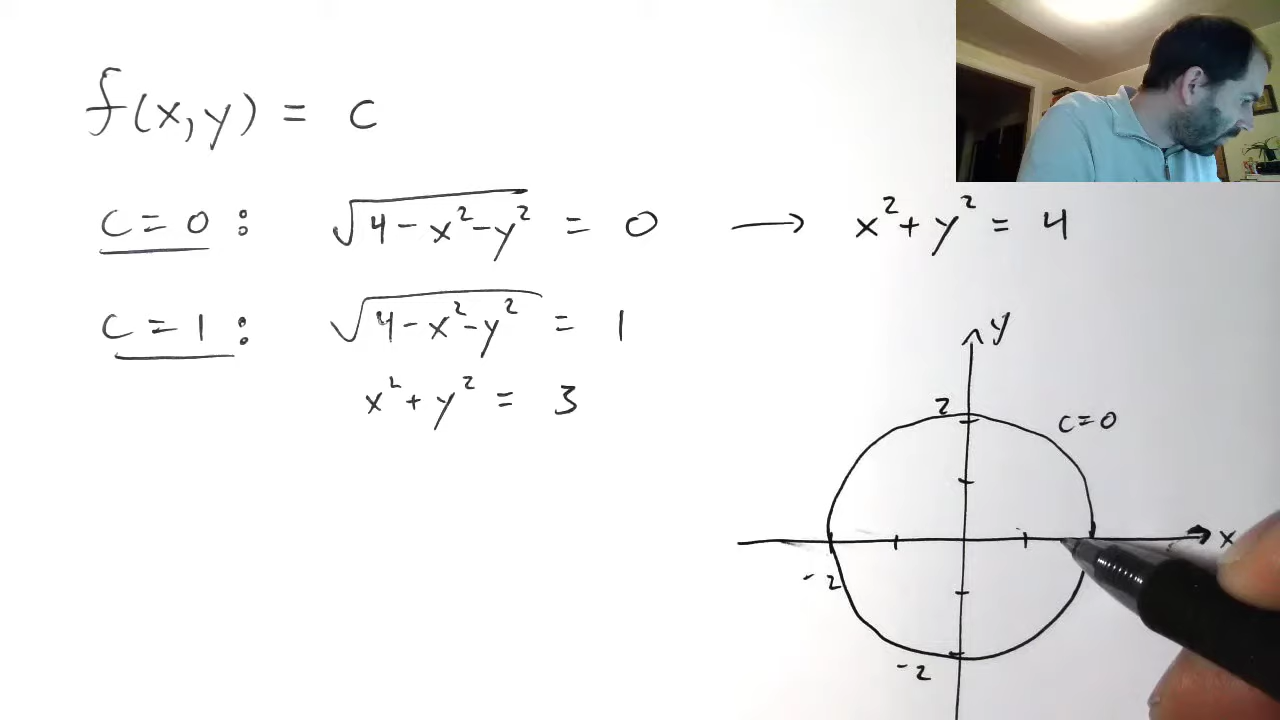 f(x,y) = c
c = 0 : √(4 - x² - y²) = 0 ⟶ x² + y² = 4
c = 1 : √(4 - x² - y²) = 1
x² + y² = 3
y
2
c = 0
x
-2
-2